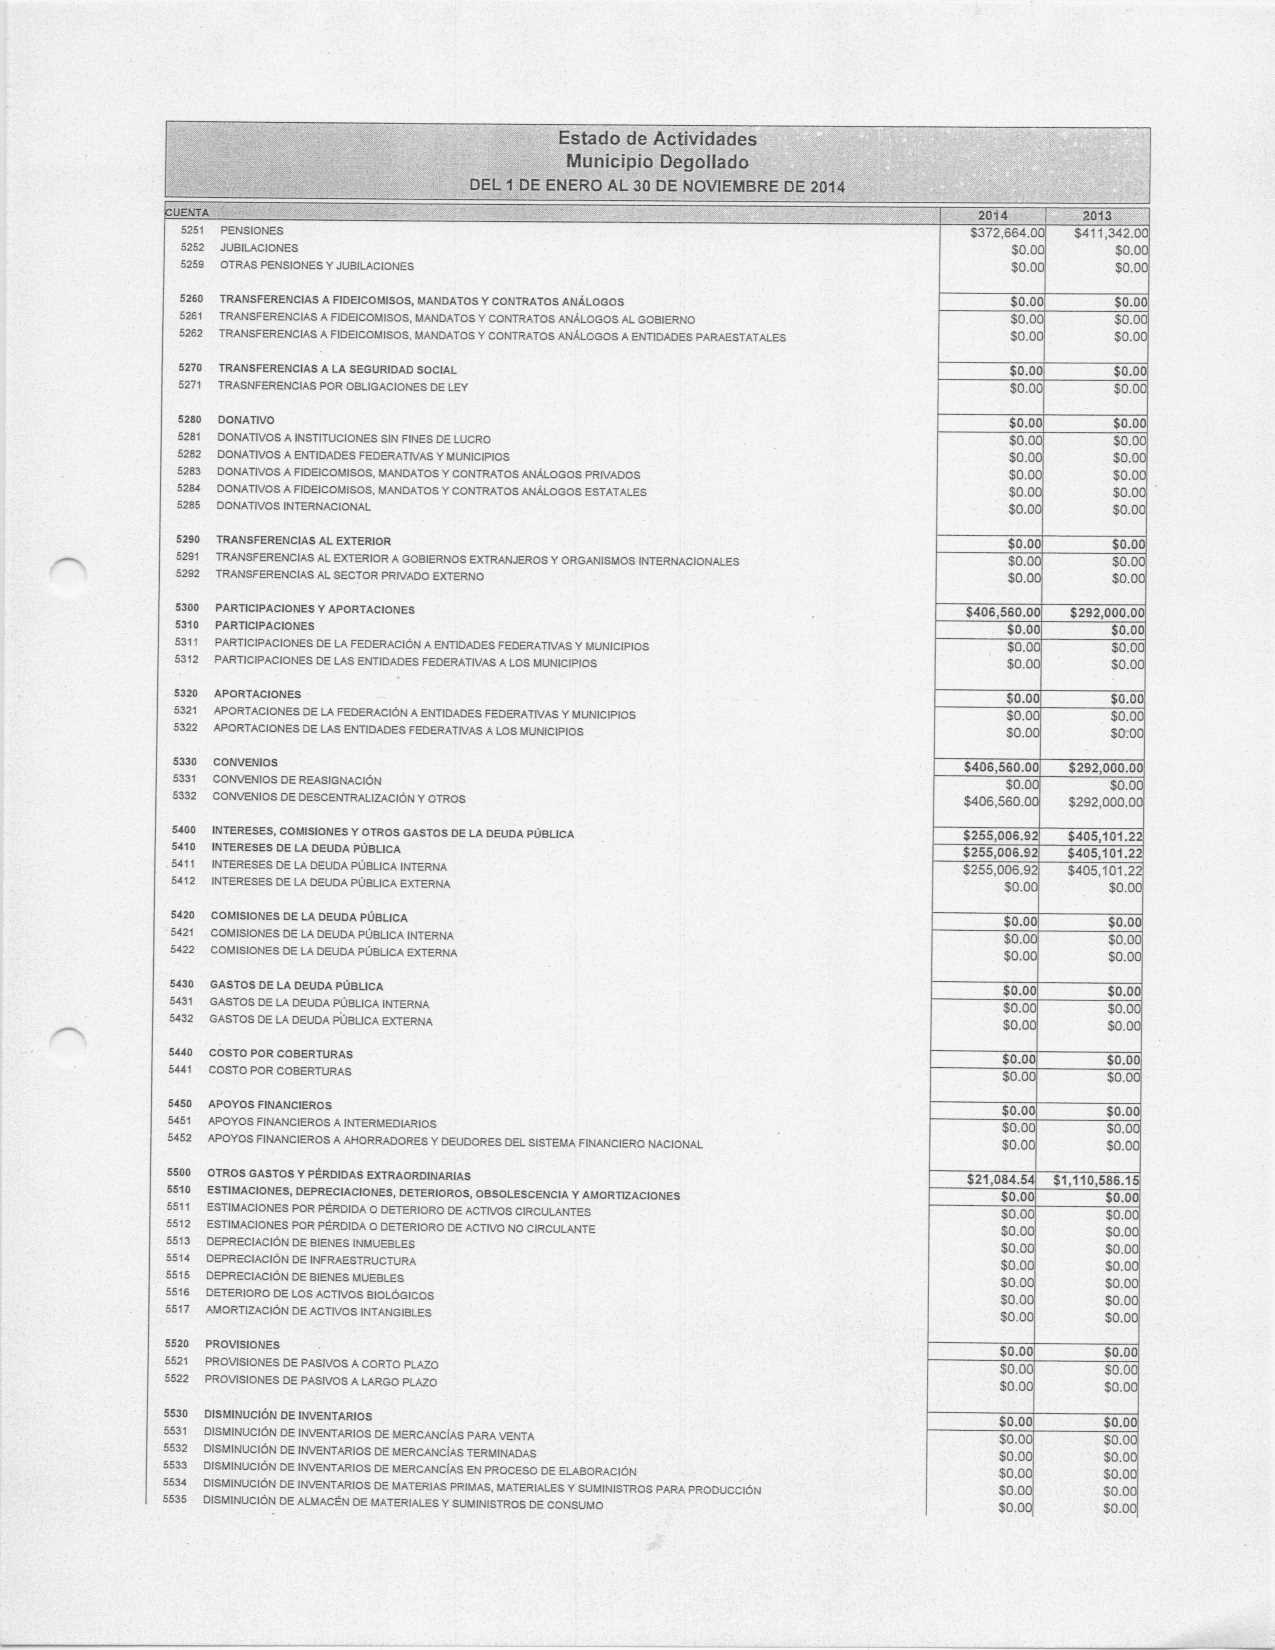 Estado de Actividades
Municipio Degollado
DEL 1 DE ENERO AL 30 DE NOVIEMBRE DE 2014
CUENTA 2014 2013
5251 PENSIONES $372,664.00 $411,342.00
5252 JUBILACIONES $0.00 $0.00
5259 OTRAS PENSIONES Y JUBILACIONES $0.00 $0.00
5260 TRANSFERENCIAS A FIDEICOMISOS, MANDATOS Y CONTRATOS ANÁLOGOS $0.00 $0.00
5261 TRANSFERENCIAS A FIDEICOMISOS, MANDATOS Y CONTRATOS ANÁLOGOS AL GOBIERNO $0.00 $0.00
5262 TRANSFERENCIAS A FIDEICOMISOS, MANDATOS Y CONTRATOS ANÁLOGOS A ENTIDADES PARAESTATALES $0.00 $0.00
5270 TRANSFERENCIAS A LA SEGURIDAD SOCIAL $0.00 $0.00
5271 TRASNFERENCIAS POR OBLIGACIONES DE LEY $0.00 $0.00
5280 DONATIVO $0.00 $0.00
5281 DONATIVOS A INSTITUCIONES SIN FINES DE LUCRO $0.00 $0.00
5282 DONATIVOS A ENTIDADES FEDERATIVAS Y MUNICIPIOS $0.00 $0.00
5283 DONATIVOS A FIDEICOMISOS, MANDATOS Y CONTRATOS ANÁLOGOS PRIVADOS $0.00 $0.00
5284 DONATIVOS A FIDEICOMISOS, MANDATOS Y CONTRATOS ANÁLOGOS ESTATALES $0.00 $0.00
5285 DONATIVOS INTERNACIONAL $0.00 $0.00
5290 TRANSFERENCIAS AL EXTERIOR $0.00 $0.00
5291 TRANSFERENCIAS AL EXTERIOR A GOBIERNOS EXTRANJEROS Y ORGANISMOS INTERNACIONALES $0.00 $0.00
5292 TRANSFERENCIAS AL SECTOR PRIVADO EXTERNO $0.00 $0.00
5300 PARTICIPACIONES Y APORTACIONES $406,560.00 $292,000.00
5310 PARTICIPACIONES $0.00 $0.00
5311 PARTICIPACIONES DE LA FEDERACIÓN A ENTIDADES FEDERATIVAS Y MUNICIPIOS $0.00 $0.00
5312 PARTICIPACIONES DE LAS ENTIDADES FEDERATIVAS A LOS MUNICIPIOS $0.00 $0.00
5320 APORTACIONES $0.00 $0.00
5321 APORTACIONES DE LA FEDERACIÓN A ENTIDADES FEDERATIVAS Y MUNICIPIOS $0.00 $0.00
5322 APORTACIONES DE LAS ENTIDADES FEDERATIVAS A LOS MUNICIPIOS $0.00 $0.00
5330 CONVENIOS $406,560.00 $292,000.00
5331 CONVENIOS DE REASIGNACIÓN $0.00 $0.00
5332 CONVENIOS DE DESCENTRALIZACIÓN Y OTROS $406,560.00 $292,000.00
5400 INTERESES, COMISIONES Y OTROS GASTOS DE LA DEUDA PÚBLICA $255,006.92 $405,101.22
5410 INTERESES DE LA DEUDA PÚBLICA $255,006.92 $405,101.22
5411 INTERESES DE LA DEUDA PÚBLICA INTERNA $255,006.92 $405,101.22
5412 INTERESES DE LA DEUDA PÚBLICA EXTERNA $0.00 $0.00
5420 COMISIONES DE LA DEUDA PÚBLICA $0.00 $0.00
5421 COMISIONES DE LA DEUDA PÚBLICA INTERNA $0.00 $0.00
5422 COMISIONES DE LA DEUDA PÚBLICA EXTERNA $0.00 $0.00
5430 GASTOS DE LA DEUDA PÚBLICA $0.00 $0.00
5431 GASTOS DE LA DEUDA PÚBLICA INTERNA $0.00 $0.00
5432 GASTOS DE LA DEUDA PÚBLICA EXTERNA $0.00 $0.00
5440 COSTO POR COBERTURAS $0.00 $0.00
5441 COSTO POR COBERTURAS $0.00 $0.00
5450 APOYOS FINANCIEROS $0.00 $0.00
5451 APOYOS FINANCIEROS A INTERMEDIARIOS $0.00 $0.00
5452 APOYOS FINANCIEROS A AHORRADORES Y DEUDORES DEL SISTEMA FINANCIERO NACIONAL $0.00 $0.00
5500 OTROS GASTOS Y PÉRDIDAS EXTRAORDINARIAS $21,084.54 $1,110,586.15
5510 ESTIMACIONES, DEPRECIACIONES, DETERIOROS, OBSOLESCENCIA Y AMORTIZACIONES $0.00 $0.00
5511 ESTIMACIONES POR PÉRDIDA O DETERIORO DE ACTIVOS CIRCULANTES $0.00 $0.00
5512 ESTIMACIONES POR PÉRDIDA O DETERIORO DE ACTIVO NO CIRCULANTE $0.00 $0.00
5513 DEPRECIACIÓN DE BIENES INMUEBLES $0.00 $0.00
5514 DEPRECIACIÓN DE INFRAESTRUCTURA $0.00 $0.00
5515 DEPRECIACIÓN DE BIENES MUEBLES $0.00 $0.00
5516 DETERIORO DE LOS ACTIVOS BIOLÓGICOS $0.00 $0.00
5517 AMORTIZACIÓN DE ACTIVOS INTANGIBLES $0.00 $0.00
5520 PROVISIONES $0.00 $0.00
5521 PROVISIONES DE PASIVOS A CORTO PLAZO $0.00 $0.00
5522 PROVISIONES DE PASIVOS A LARGO PLAZO $0.00 $0.00
5530 DISMINUCIÓN DE INVENTARIOS $0.00 $0.00
5531 DISMINUCIÓN DE INVENTARIOS DE MERCANCÍAS PARA VENTA $0.00 $0.00
5532 DISMINUCIÓN DE INVENTARIOS DE MERCANCÍAS TERMINADAS $0.00 $0.00
5533 DISMINUCIÓN DE INVENTARIOS DE MERCANCÍAS EN PROCESO DE ELABORACIÓN $0.00 $0.00
5534 DISMINUCIÓN DE INVENTARIOS DE MATERIAS PRIMAS, MATERIALES Y SUMINISTROS PARA PRODUCCIÓN $0.00 $0.00
5535 DISMINUCIÓN DE ALMACÉN DE MATERIALES Y SUMINISTROS DE CONSUMO $0.00 $0.00